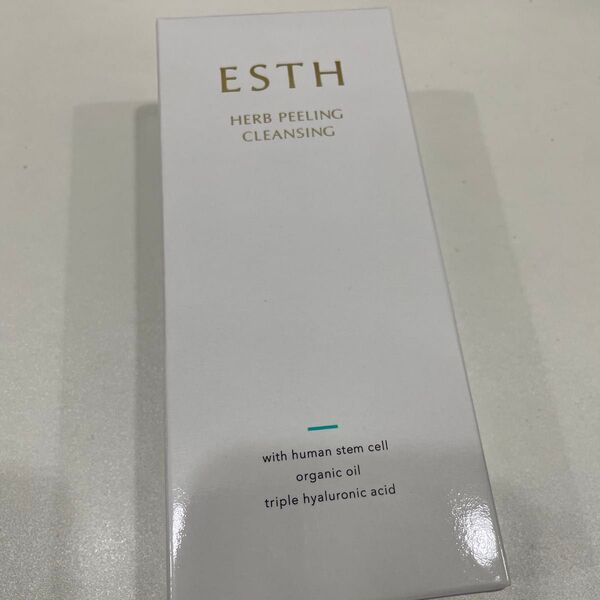 ESTH
HERB PEELING
CLEANSING
with human stem cell
organic oil
triple hyaluronic acid